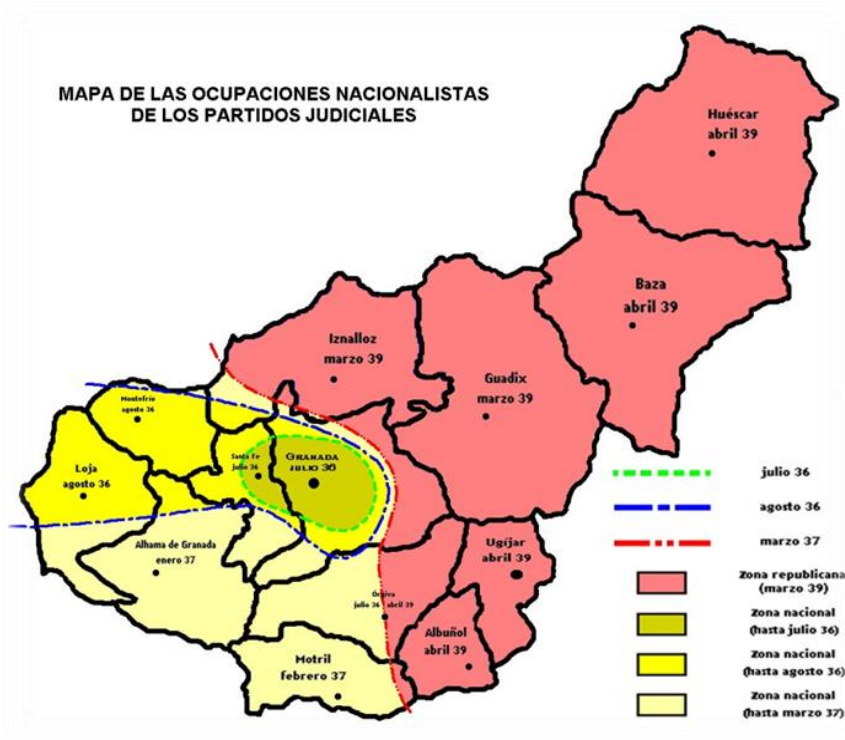 MAPA DE LAS OCUPACIONES NACIONALISTAS
DE LOS PARTIDOS JUDICIALES
Huéscar
abril 39
Baza
abril 39
Iznalloz
marzo 39
Guadix
marzo 39
Montefrío
agosto 36
Santa Fe
julio 36
GRANADA
JULIO 36
Loja
agosto 36
Alhama de Granada
enero 37
Ugíjar
abril 39
Órgiva
julio 36 abril 39
Albuñol
abril 39
Motril
febrero 37
julio 36
agosto 36
marzo 37
Zona republicana
(marzo 39)
Zona nacional
(hasta julio 36)
Zona nacional
(hasta agosto 36)
Zona nacional
(hasta marzo 37)